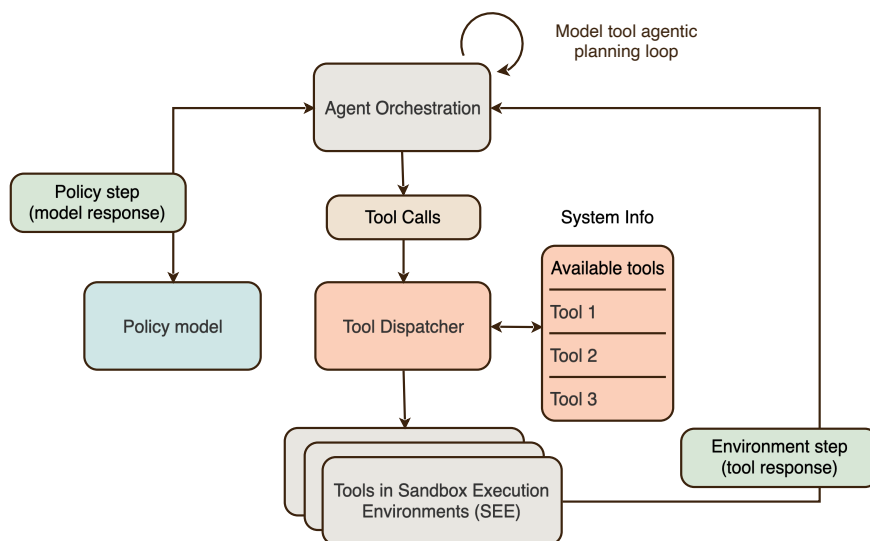 Model tool agentic
planning loop
Agent Orchestration
Policy step
(model response)
Tool Calls
System Info
Available tools
Tool 1
Tool 2
Tool 3
Policy model
Tool Dispatcher
Environment step
(tool response)
Tools in Sandbox Execution
Environments (SEE)